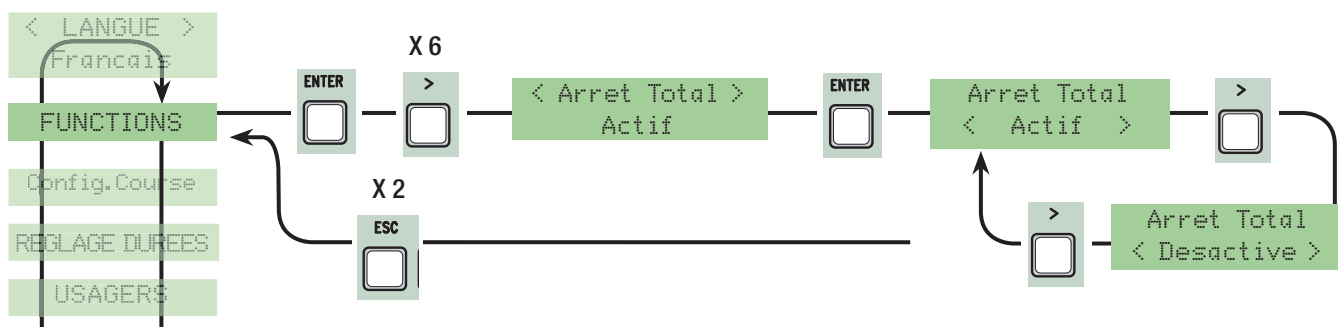 < LANGUE >
Francais
FUNCTIONS
Config.Course
REGLAGE DUREES
USAGERS
ENTER
X 6
>
< Arret Total >
Actif
ENTER
Arret Total
< Actif >
>
X 2
ESC
>
Arret Total
< Desactive >